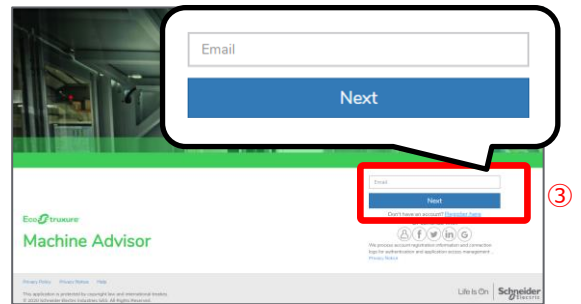 Email
Next
Email
Next
③
Don't have an account? Register here
EcoStruxure
Machine Advisor
We process account registration information and connection
logs for authentication and application access management ...
Privacy Notice
Privacy Policy Privacy Notice Help
This application is protected by copyright law and international treaties.
© 2020 Schneider Electric Industries SAS. All Rights Reserved.
Life Is On Schneider
Electric